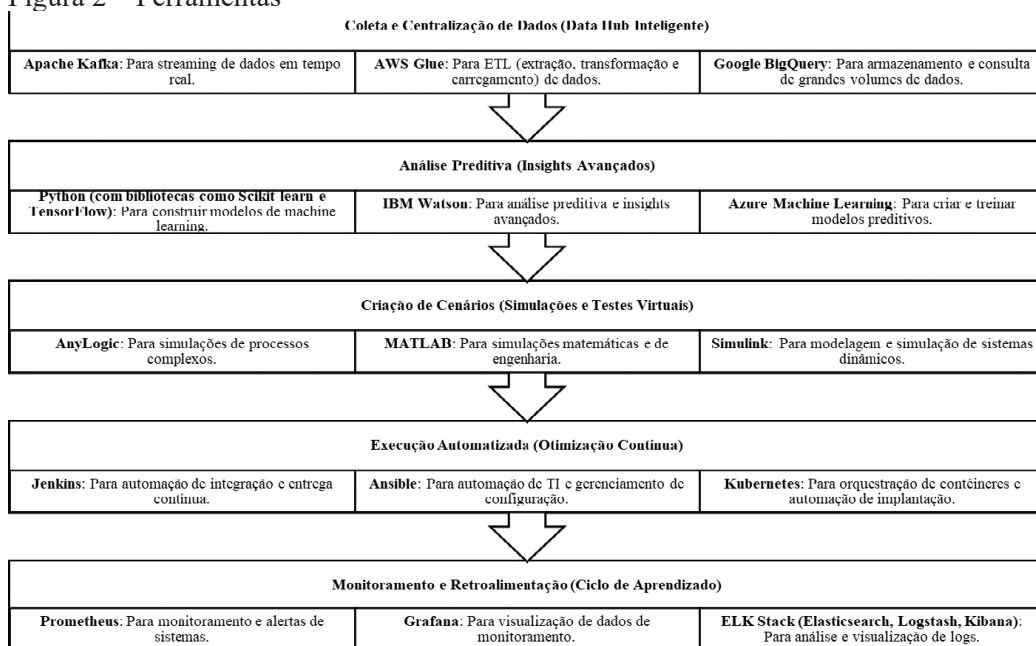 Figura 2 – Ferramentas
Coleta e Centralização de Dados (Data Hub Inteligente)
Apache Kafka: Para streaming de dados em tempo
real.
AWS Glue: Para ETL (extração, transformação e
carregamento) de dados.
Google BigQuery: Para armazenamento e consulta
de grandes volumes de dados.
Análise Preditiva (Insights Avançados)
Python (com bibliotecas como Scikit learn e
TensorFlow): Para construir modelos de machine
learning.
IBM Watson: Para análise preditiva e insights
avançados.
Azure Machine Learning: Para criar e treinar
modelos preditivos.
Criação de Cenários (Simulações e Testes Virtuais)
AnyLogic: Para simulações de processos
complexos.
MATLAB: Para simulações matemáticas e de
engenharia.
Simulink: Para modelagem e simulação de sistemas
dinâmicos.
Execução Automatizada (Otimização Contínua)
Jenkins: Para automação de integração e entrega
contínua.
Ansible: Para automação de TI e gerenciamento de
configuração.
Kubernetes: Para orquestração de contêineres e
automação de implantação.
Monitoramento e Retroalimentação (Ciclo de Aprendizado)
Prometheus: Para monitoramento e alertas de
sistemas.
Grafana: Para visualização de dados de
monitoramento.
ELK Stack (Elasticsearch, Logstash, Kibana):
Para análise e visualização de logs.